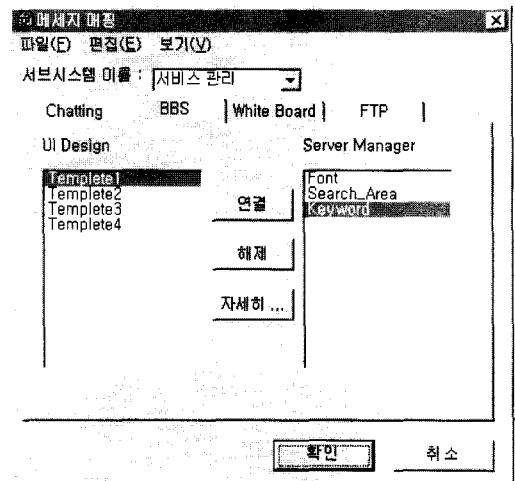 메세지 매핑
파일(F) 편집(E) 보기(V)
서브시스템 이름 : 서비스 관리
Chatting BBS White Board FTP
UI Design Server Manager
Templete1
Templete2
Templete3
Templete4
연결
해제
자세히 ...
Font
Search_Area
Keyword
확인 취소